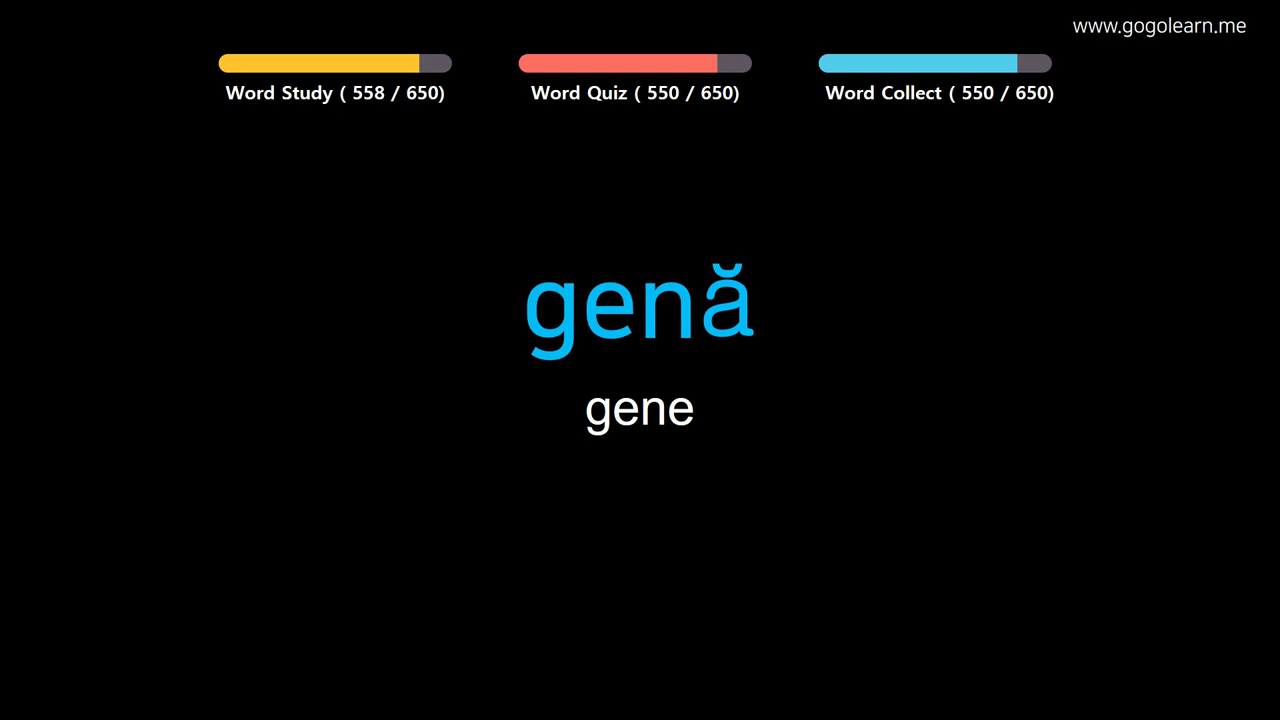 www.gogolearn.me
Word Study ( 558 / 650)
Word Quiz ( 550 / 650)
Word Collect ( 550 / 650)
genă
gene